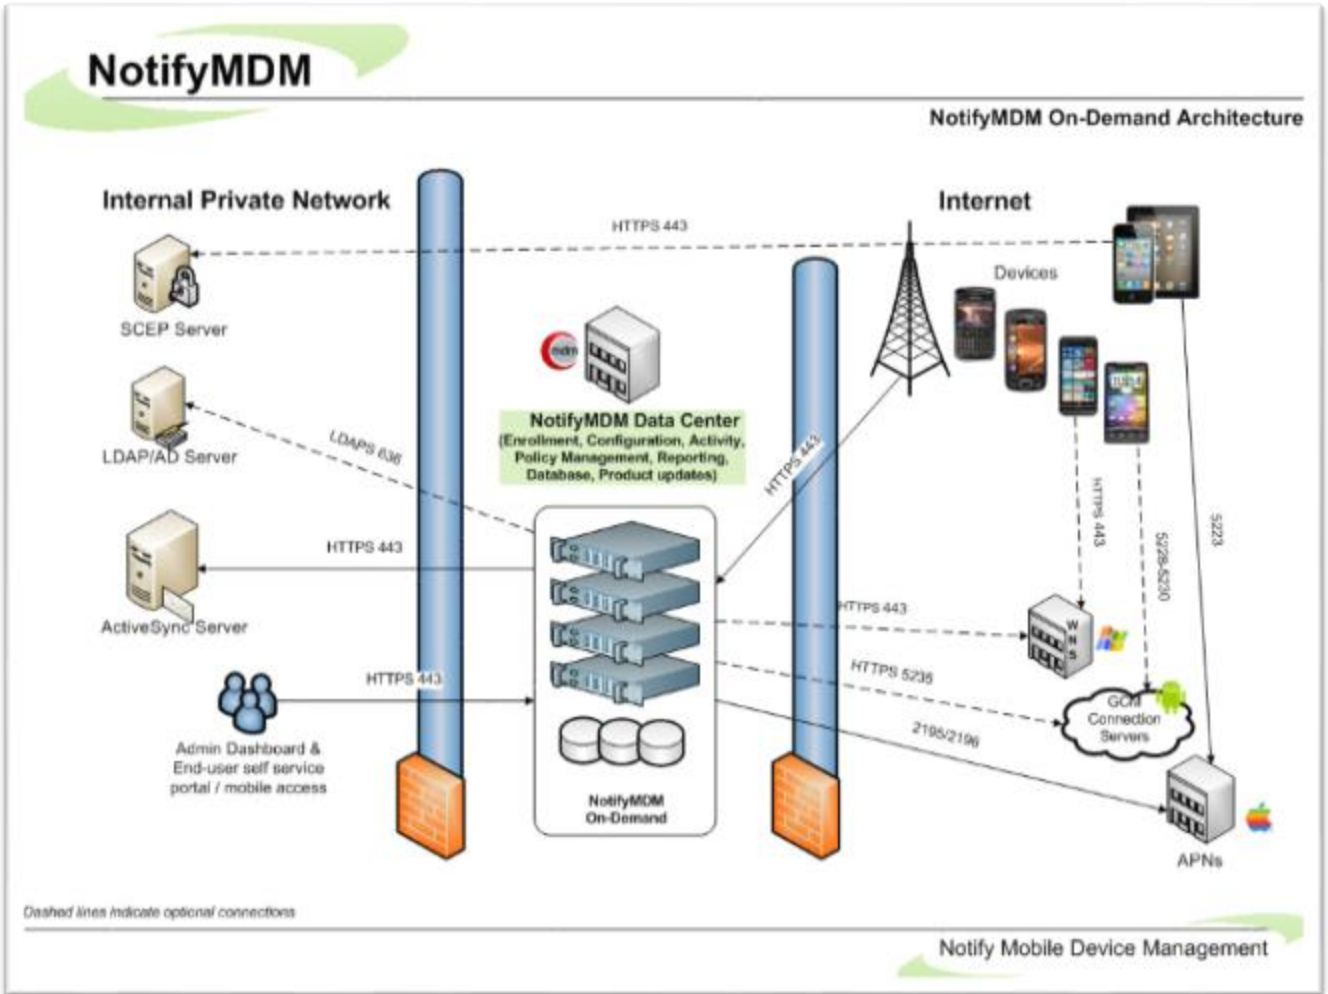 NotifyMDM
NotifyMDM On-Demand Architecture
Internal Private Network
Internet
HTTPS 443
Devices
SCEP Server
mdm
NotifyMDM Data Center
(Enrollment, Configuration, Activity,
Policy Management, Reporting,
Database, Product updates)
LDAP/AD Server
LDAPS 636
HTTPS 443
HTTPS 443
5228-5230
5223
HTTPS 443
ActiveSync Server
HTTPS 443
WNS
HTTPS 5235
HTTPS 443
GCM
Connection
Servers
2195/2196
Admin Dashboard &
End-user self service
portal / mobile access
NotifyMDM
On-Demand
APNs
Dashed lines indicate optional connections
Notify Mobile Device Management